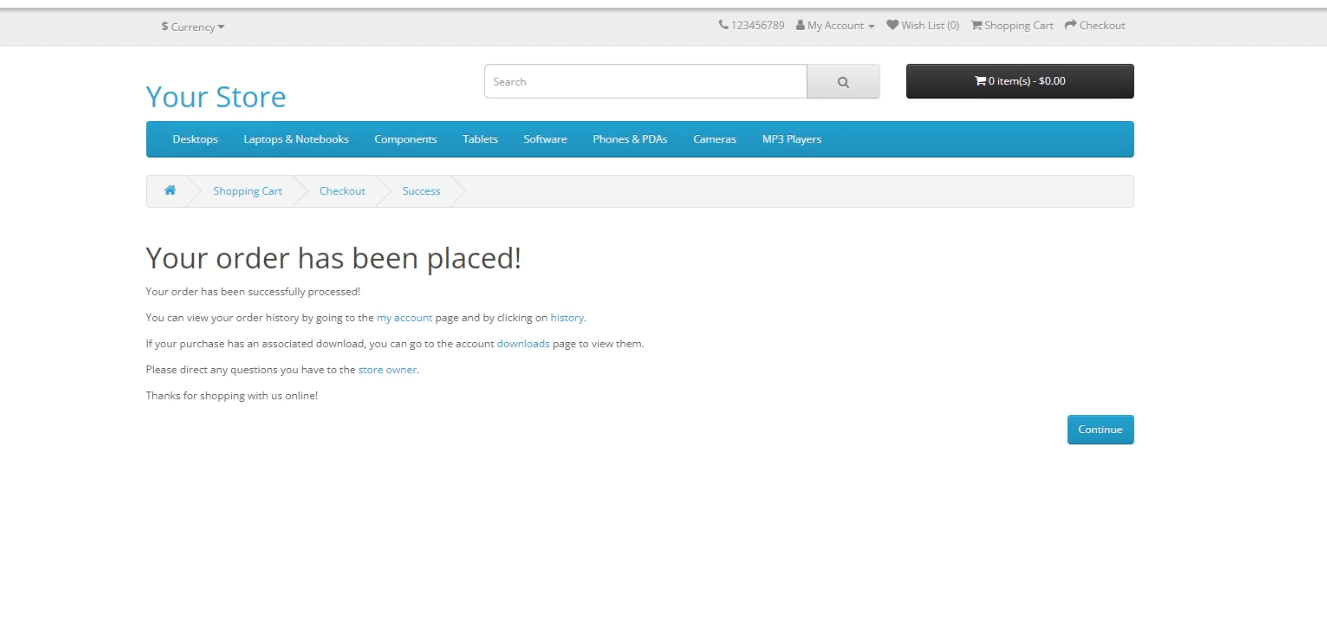 $ Currency
123456789 My Account Wish List (0) Shopping Cart Checkout
Your Store
Search
0 item(s) - $0.00
Desktops Laptops & Notebooks Components Tablets Software Phones & PDAs Cameras MP3 Players
Shopping Cart Checkout Success
Your order has been placed!
Your order has been successfully processed!
You can view your order history by going to the my account page and by clicking on history.
If your purchase has an associated download, you can go to the account downloads page to view them.
Please direct any questions you have to the store owner.
Thanks for shopping with us online!
Continue